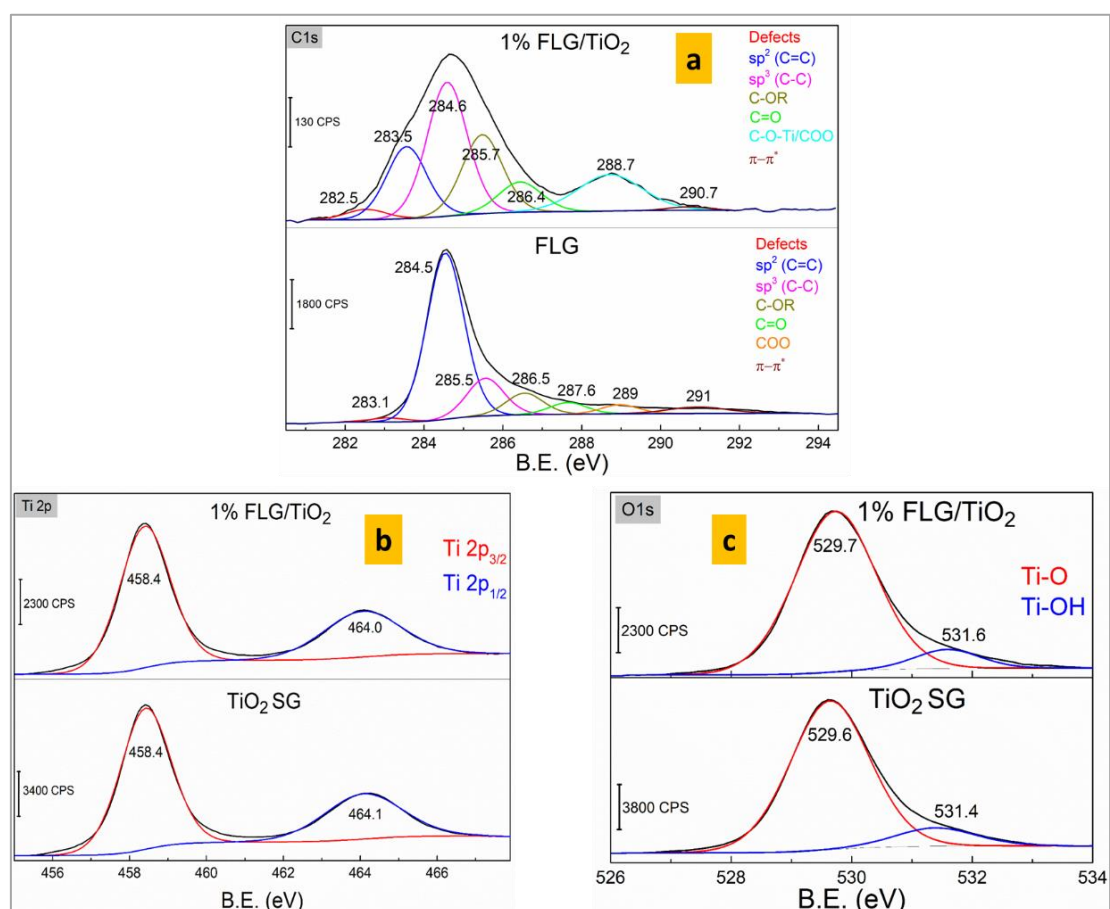 C1s
1% FLG/TiO₂
a
Defects
sp² (C=C)
sp³ (C-C)
C-OR
C=O
C-O-Ti/COO
π–π*
130 CPS
282.5
283.5
284.6
285.7
286.4
288.7
290.7
FLG
Defects
sp² (C=C)
sp³ (C-C)
C-OR
C=O
COO
π–π*
1800 CPS
283.1
284.5
285.5
286.5
287.6
289
291
282 284 286 288 290 292 294
B.E. (eV)
Ti 2p
1% FLG/TiO₂
b
Ti 2p₃/₂
Ti 2p₁/₂
2300 CPS
458.4
464.0
TiO₂ SG
3400 CPS
458.4
464.1
456 458 460 462 464 466
B.E. (eV)
O1s
1% FLG/TiO₂
c
Ti-O
Ti-OH
2300 CPS
529.7
531.6
TiO₂ SG
3800 CPS
529.6
531.4
526 528 530 532 534
B.E. (eV)